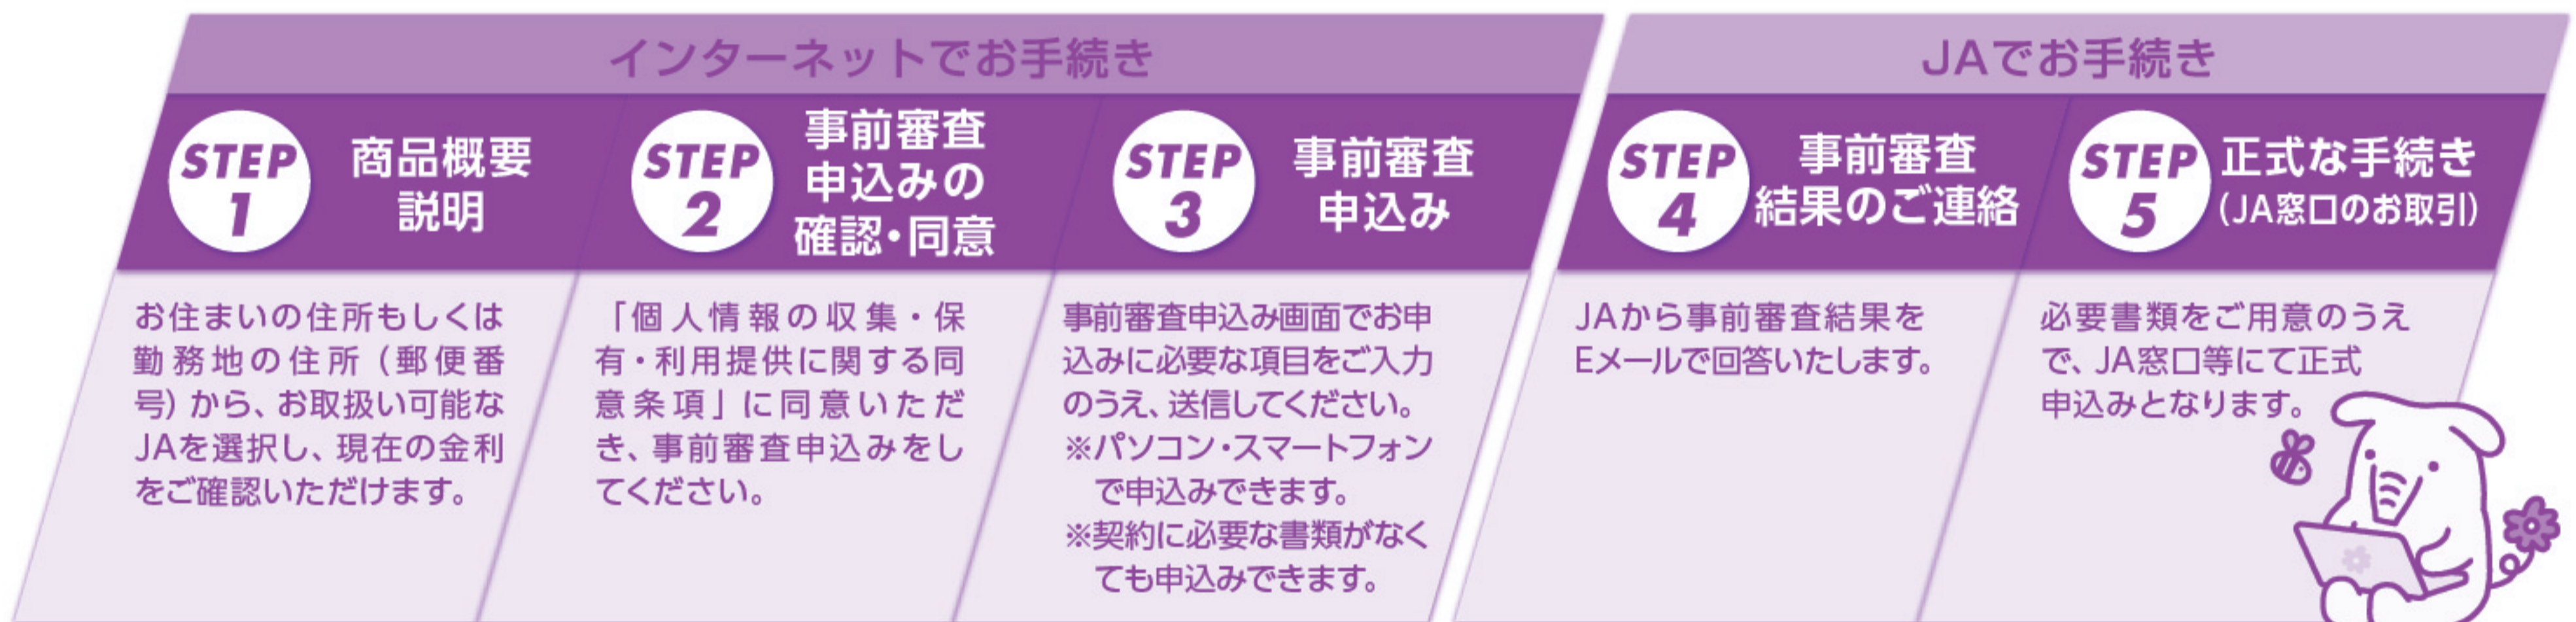 インターネットでお手続き
JAでお手続き
STEP
1
商品概要
説明
お住まいの住所もしくは
勤務地の住所（郵便番
号）から、お取扱い可能な
JAを選択し、現在の金利
をご確認いただけます。
STEP
2
事前審査
申込みの
確認・同意
「個人情報の収集・保
有・利用提供に関する同
意条項」に同意いただ
き、事前審査申込みをし
てください。
STEP
3
事前審査
申込み
事前審査申込み画面でお申
込みに必要な項目をご入力
のうえ、送信してください。
※パソコン・スマートフォン
で申込みできます。
※契約に必要な書類がなく
ても申込みできます。
STEP
4
事前審査
結果のご連絡
JAから事前審査結果を
Eメールで回答いたします。
STEP
5
正式な手続き
（JA窓口のお取引）
必要書類をご用意のうえ
で、JA窓口等にて正式
申込みとなります。